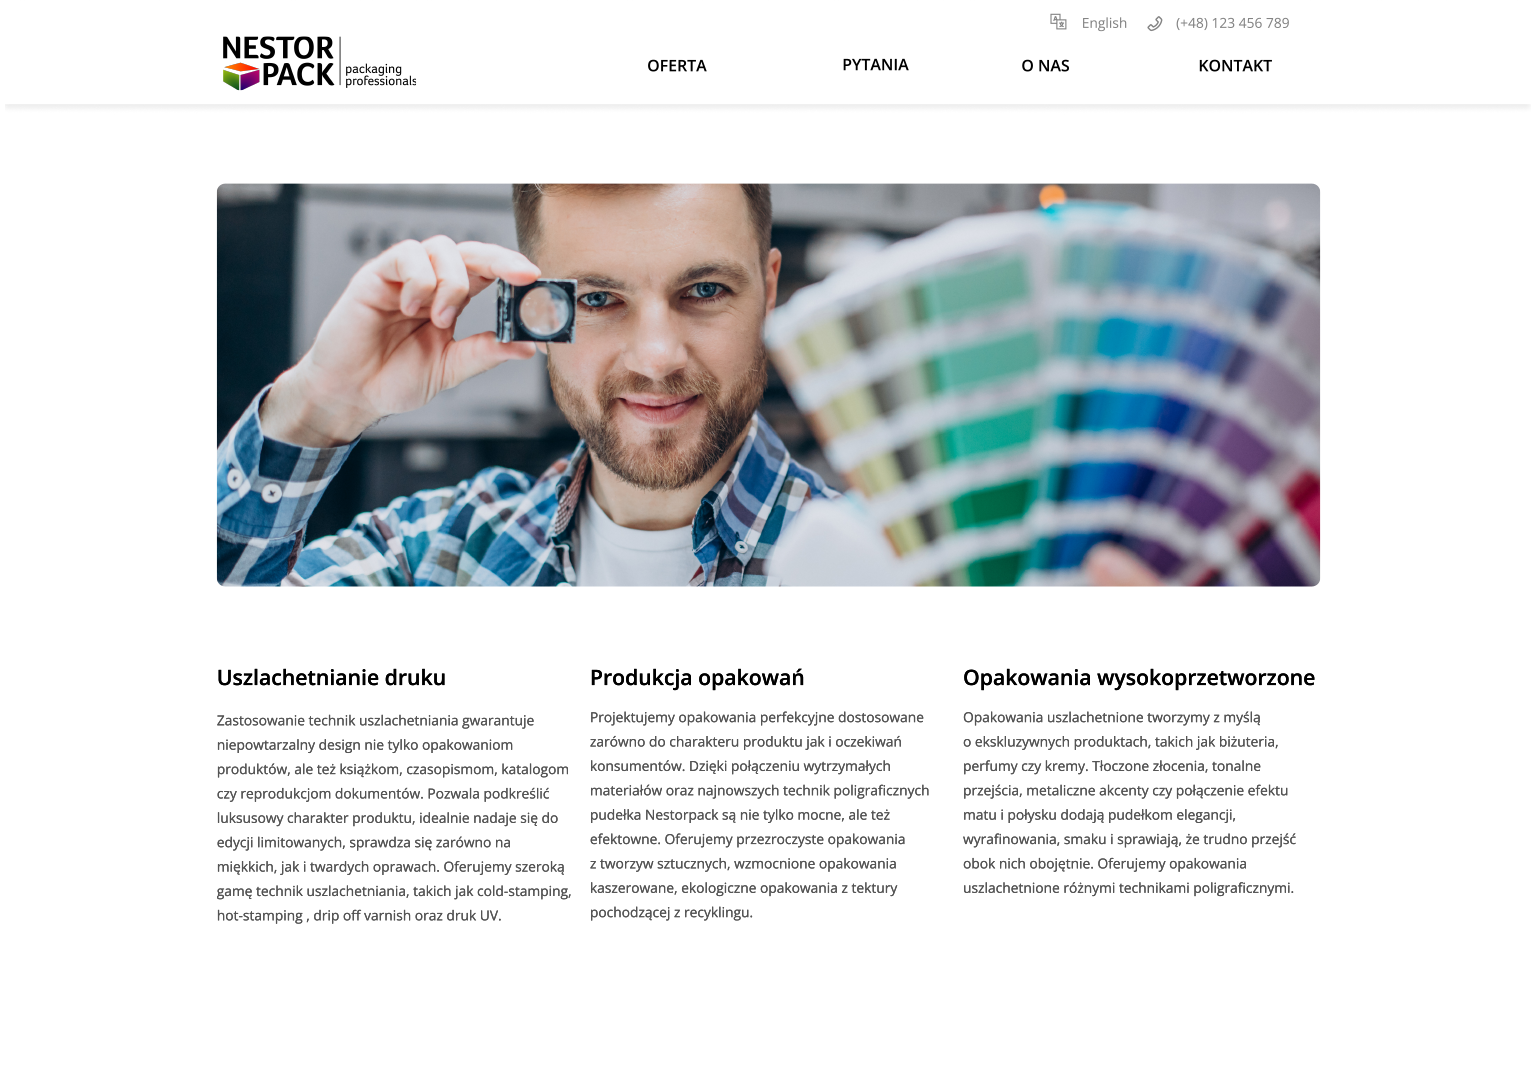 English
(+48) 123 456 789
NESTOR
PACK
packaging
professionals
OFERTA
PYTANIA
O NAS
KONTAKT
Uszlachetnianie druku
Zastosowanie technik uszlachetniania gwarantuje
niepowtarzalny design nie tylko opakowaniom
produktów, ale też książkom, czasopismom, katalogom
czy reprodukcjom dokumentów. Pozwala podkreślić
luksusowy charakter produktu, idealnie nadaje się do
edycji limitowanych, sprawdza się zarówno na
miękkich, jak i twardych oprawach. Oferujemy szeroką
gamę technik uszlachetniania, takich jak cold-stamping,
hot-stamping , drip off varnish oraz druk UV.
Produkcja opakowań
Projektujemy opakowania perfekcyjne dostosowane
zarówno do charakteru produktu jak i oczekiwań
konsumentów. Dzięki połączeniu wytrzymałych
materiałów oraz najnowszych technik poligraficznych
pudełka Nestorpack są nie tylko mocne, ale też
efektowne. Oferujemy przezroczyste opakowania
z tworzyw sztucznych, wzmocnione opakowania
kaszerowane, ekologiczne opakowania z tektury
pochodzącej z recyklingu.
Opakowania wysokoprzetworzone
Opakowania uszlachetnione tworzymy z myślą
o ekskluzywnych produktach, takich jak biżuteria,
perfumy czy kremy. Tłoczone złocenia, tonalne
przejścia, metaliczne akcenty czy połączenie efektu
matu i połysku dodają pudełkom elegancji,
wyrafinowania, smaku i sprawiają, że trudno przejść
obok nich obojętnie. Oferujemy opakowania
uszlachetnione różnymi technikami poligraficznymi.